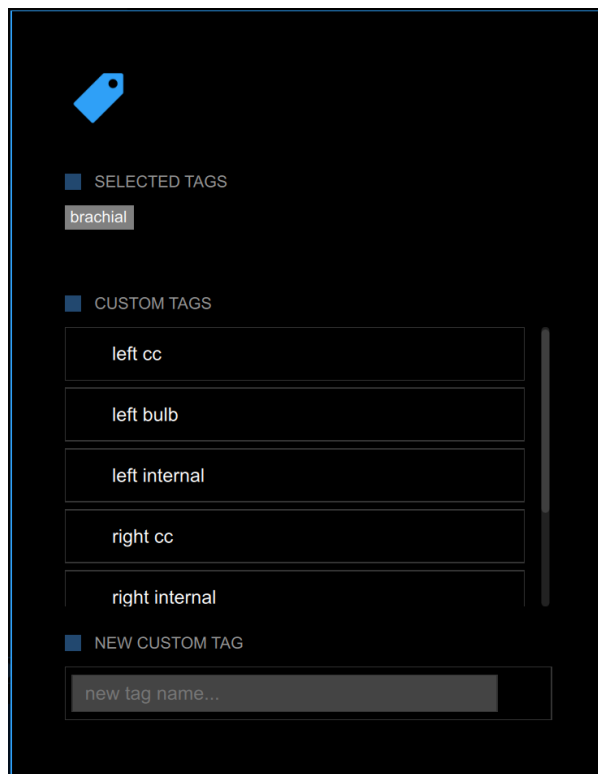 SELECTED TAGS
brachial
CUSTOM TAGS
left cc
left bulb
left internal
right cc
right internal
NEW CUSTOM TAG
new tag name...